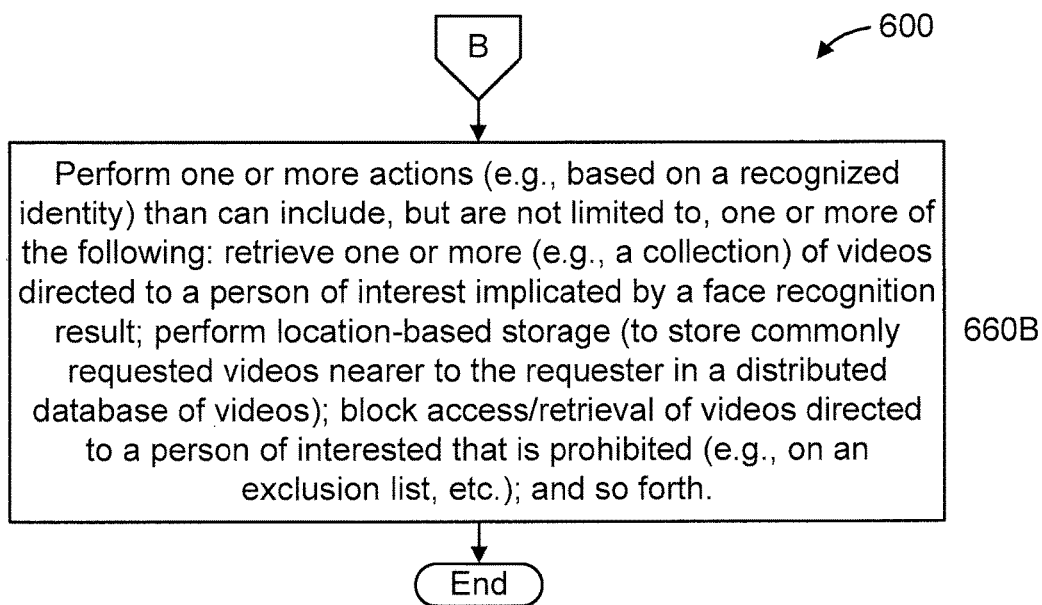 B
600
Perform one or more actions (e.g., based on a recognized
identity) than can include, but are not limited to, one or more of
the following: retrieve one or more (e.g., a collection) of videos
directed to a person of interest implicated by a face recognition
result; perform location-based storage (to store commonly
requested videos nearer to the requester in a distributed
database of videos); block access/retrieval of videos directed
to a person of interested that is prohibited (e.g., on an
exclusion list, etc.); and so forth.
660B
End